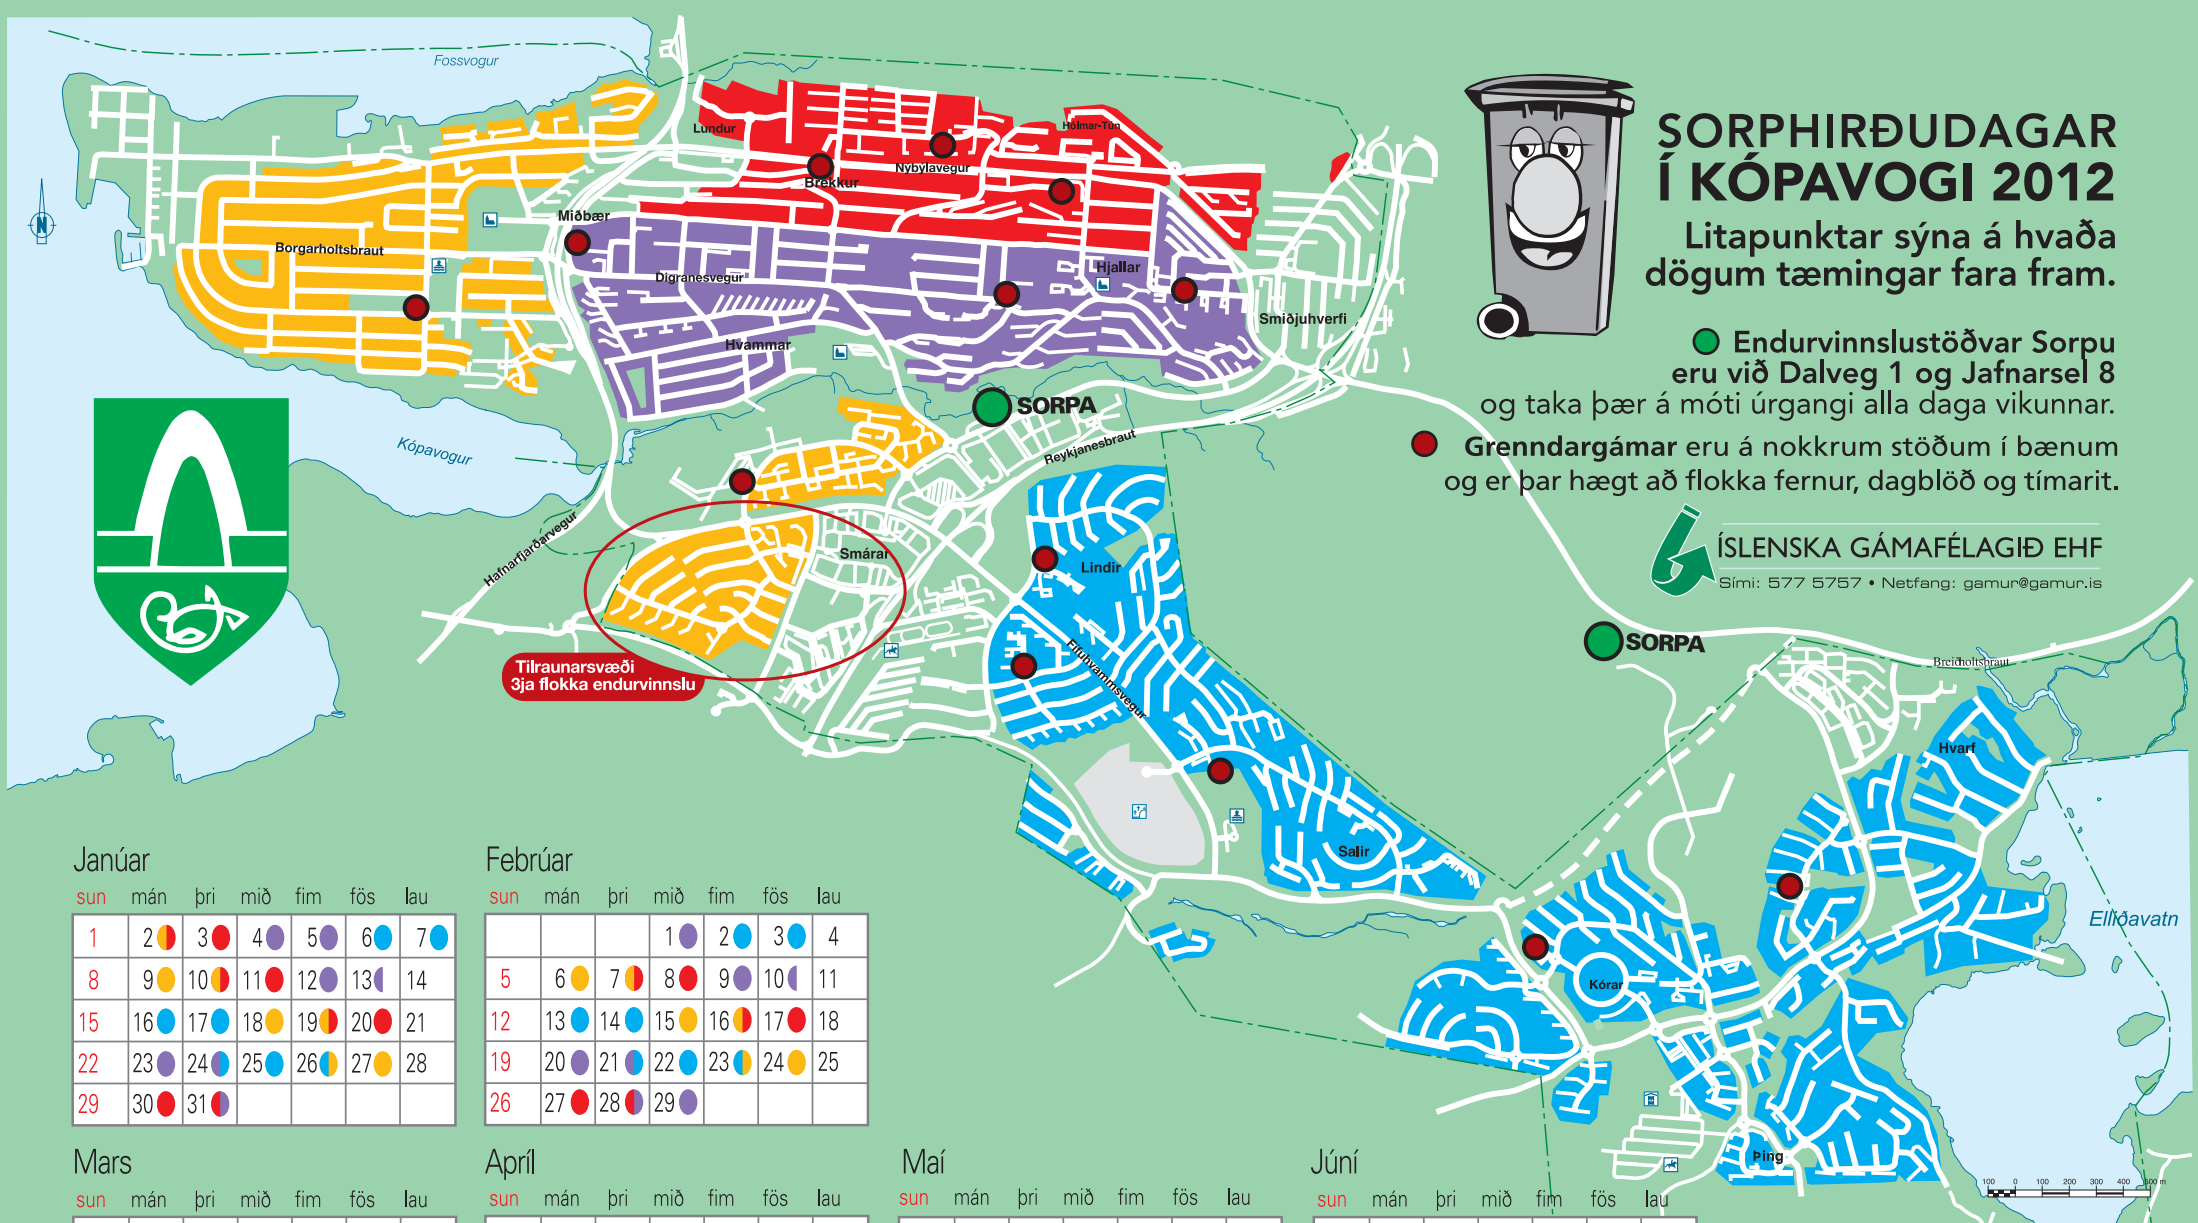 Fossvogur
SORPHIRÐUDAGAR
Í KÓPAVOGI 2012
Litapunktar sýna á hvaða
dögum tæmingar fara fram.
Endurvinnslustöðvar Sorpu
eru við Dalveg 1 og Jafnarsel 8
og taka þær á móti úrgangi alla daga vikunnar.
Grenndargámar eru á nokkrum stöðum í bænum
og er þar hægt að flokka fernur, dagblöð og tímarit.
ÍSLENSKA GÁMAFÉLAGIÐ EHF
Sími: 577 5757 • Netfang: gamur@gamur.is
Lundur
Hólmar-Tún
Nýbýlavegur
Brekkur
N
Miðbær
Borgarholtsbraut
Digranesvegur
Hjallar
Smiðjuhverfi
Hvammar
SORPA
Kópavogur
Reykjanesbraut
Hafnarfjarðarvegur
Smárar
Lindir
Fífuhvammsvegur
Tilraunarsvæði
3ja flokka endurvinnslu
SORPA
Breiðholtsbraut
Hvarf
Salir
Elliðavatn
Kórar
Þing
100 0 100 200 300 400 500 m
Janúar
sun mán þri mið fim fös lau
1 2 3 4 5 6 7
8 9 10 11 12 13 14
15 16 17 18 19 20 21
22 23 24 25 26 27 28
29 30 31
Febrúar
sun mán þri mið fim fös lau
1 2 3 4
5 6 7 8 9 10 11
12 13 14 15 16 17 18
19 20 21 22 23 24 25
26 27 28 29
Mars
sun mán þri mið fim fös lau
Apríl
sun mán þri mið fim fös lau
Maí
sun mán þri mið fim fös lau
Júní
sun mán þri mið fim fös lau